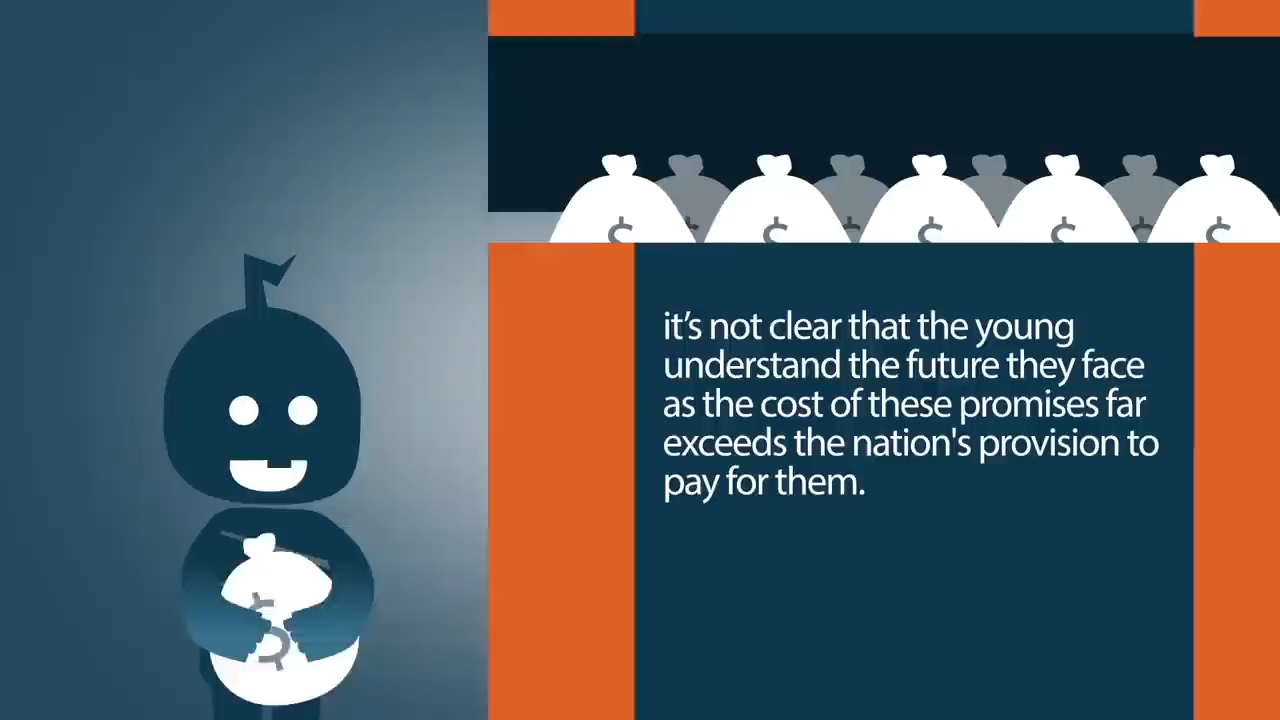 $ $ $ $ $ $ $ $ $
it’s not clear that the young
understand the future they face
as the cost of these promises far
exceeds the nation's provision to
pay for them.
$